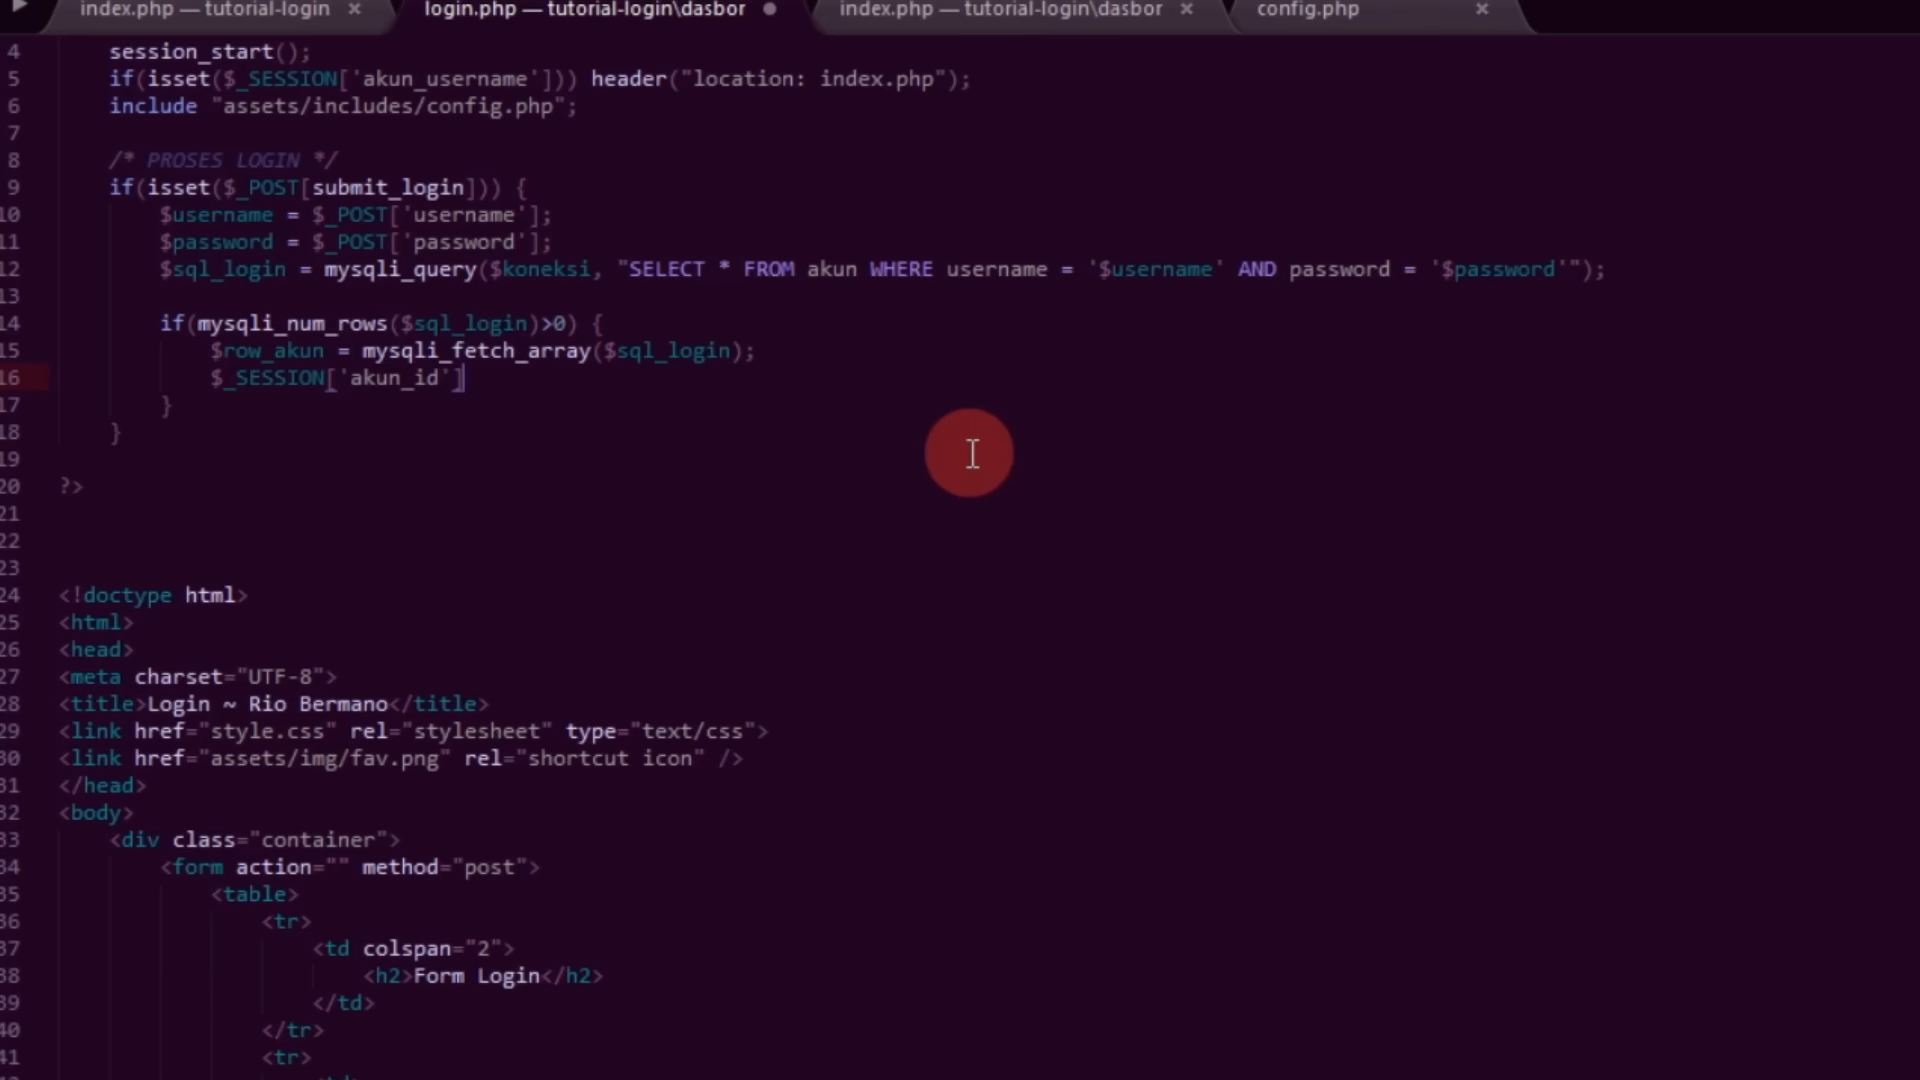 index.php — tutorial-login × login.php — tutorial-login\dasbor index.php — tutorial-login\dasbor × config.php ×
4 session_start();
5 if(isset($_SESSION['akun_username'])) header("location: index.php");
6 include "assets/includes/config.php";
7
8 /* PROSES LOGIN */
9 if(isset($_POST[submit_login])) {
10 $username = $_POST['username'];
11 $password = $_POST['password'];
12 $sql_login = mysqli_query($koneksi, "SELECT * FROM akun WHERE username = '$username' AND password = '$password'");
13
14 if(mysqli_num_rows($sql_login)>0) {
15 $row_akun = mysqli_fetch_array($sql_login);
16 $_SESSION['akun_id']
17 }
18 }
19
20 ?>
21
22
23
24 <!doctype html>
25 <html>
26 <head>
27 <meta charset="UTF-8">
28 <title>Login ~ Rio Bermano</title>
29 <link href="style.css" rel="stylesheet" type="text/css">
30 <link href="assets/img/fav.png" rel="shortcut icon" />
31 </head>
32 <body>
33 <div class="container">
34 <form action="" method="post">
35 <table>
36 <tr>
37 <td colspan="2">
38 <h2>Form Login</h2>
39 </td>
40 </tr>
41 <tr>